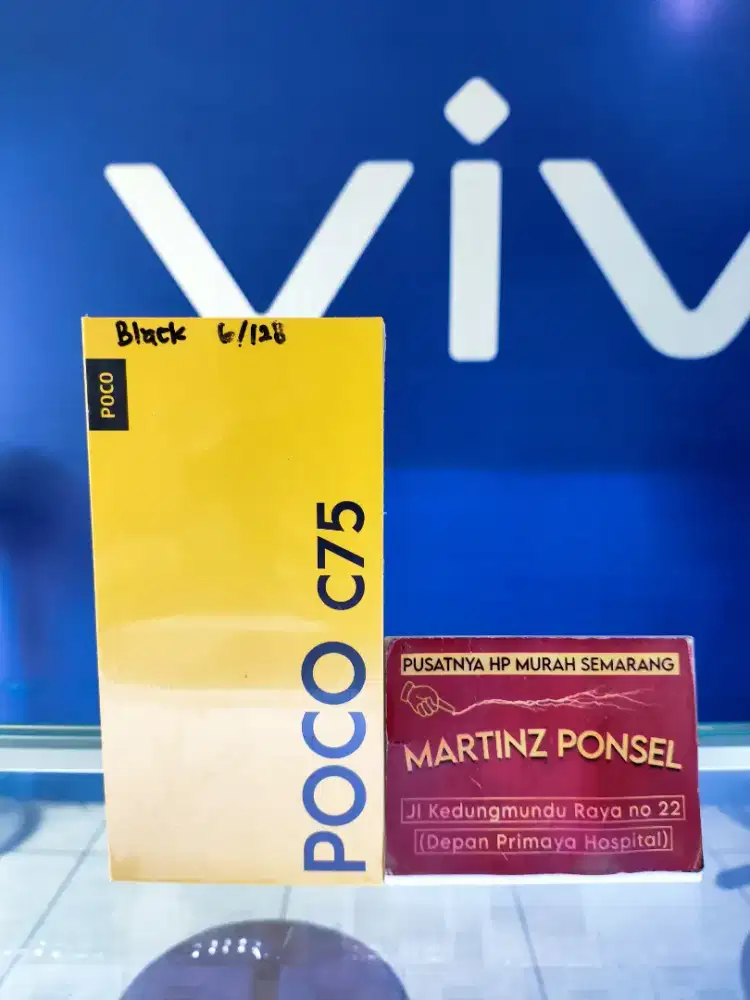 viv
Black 6/128
POCO
POCO C75
PUSATNYA HP MURAH SEMARANG
MARTINZ PONSEL
Jl Kedungmundu Raya no 22
(Depan Primaya Hospital)